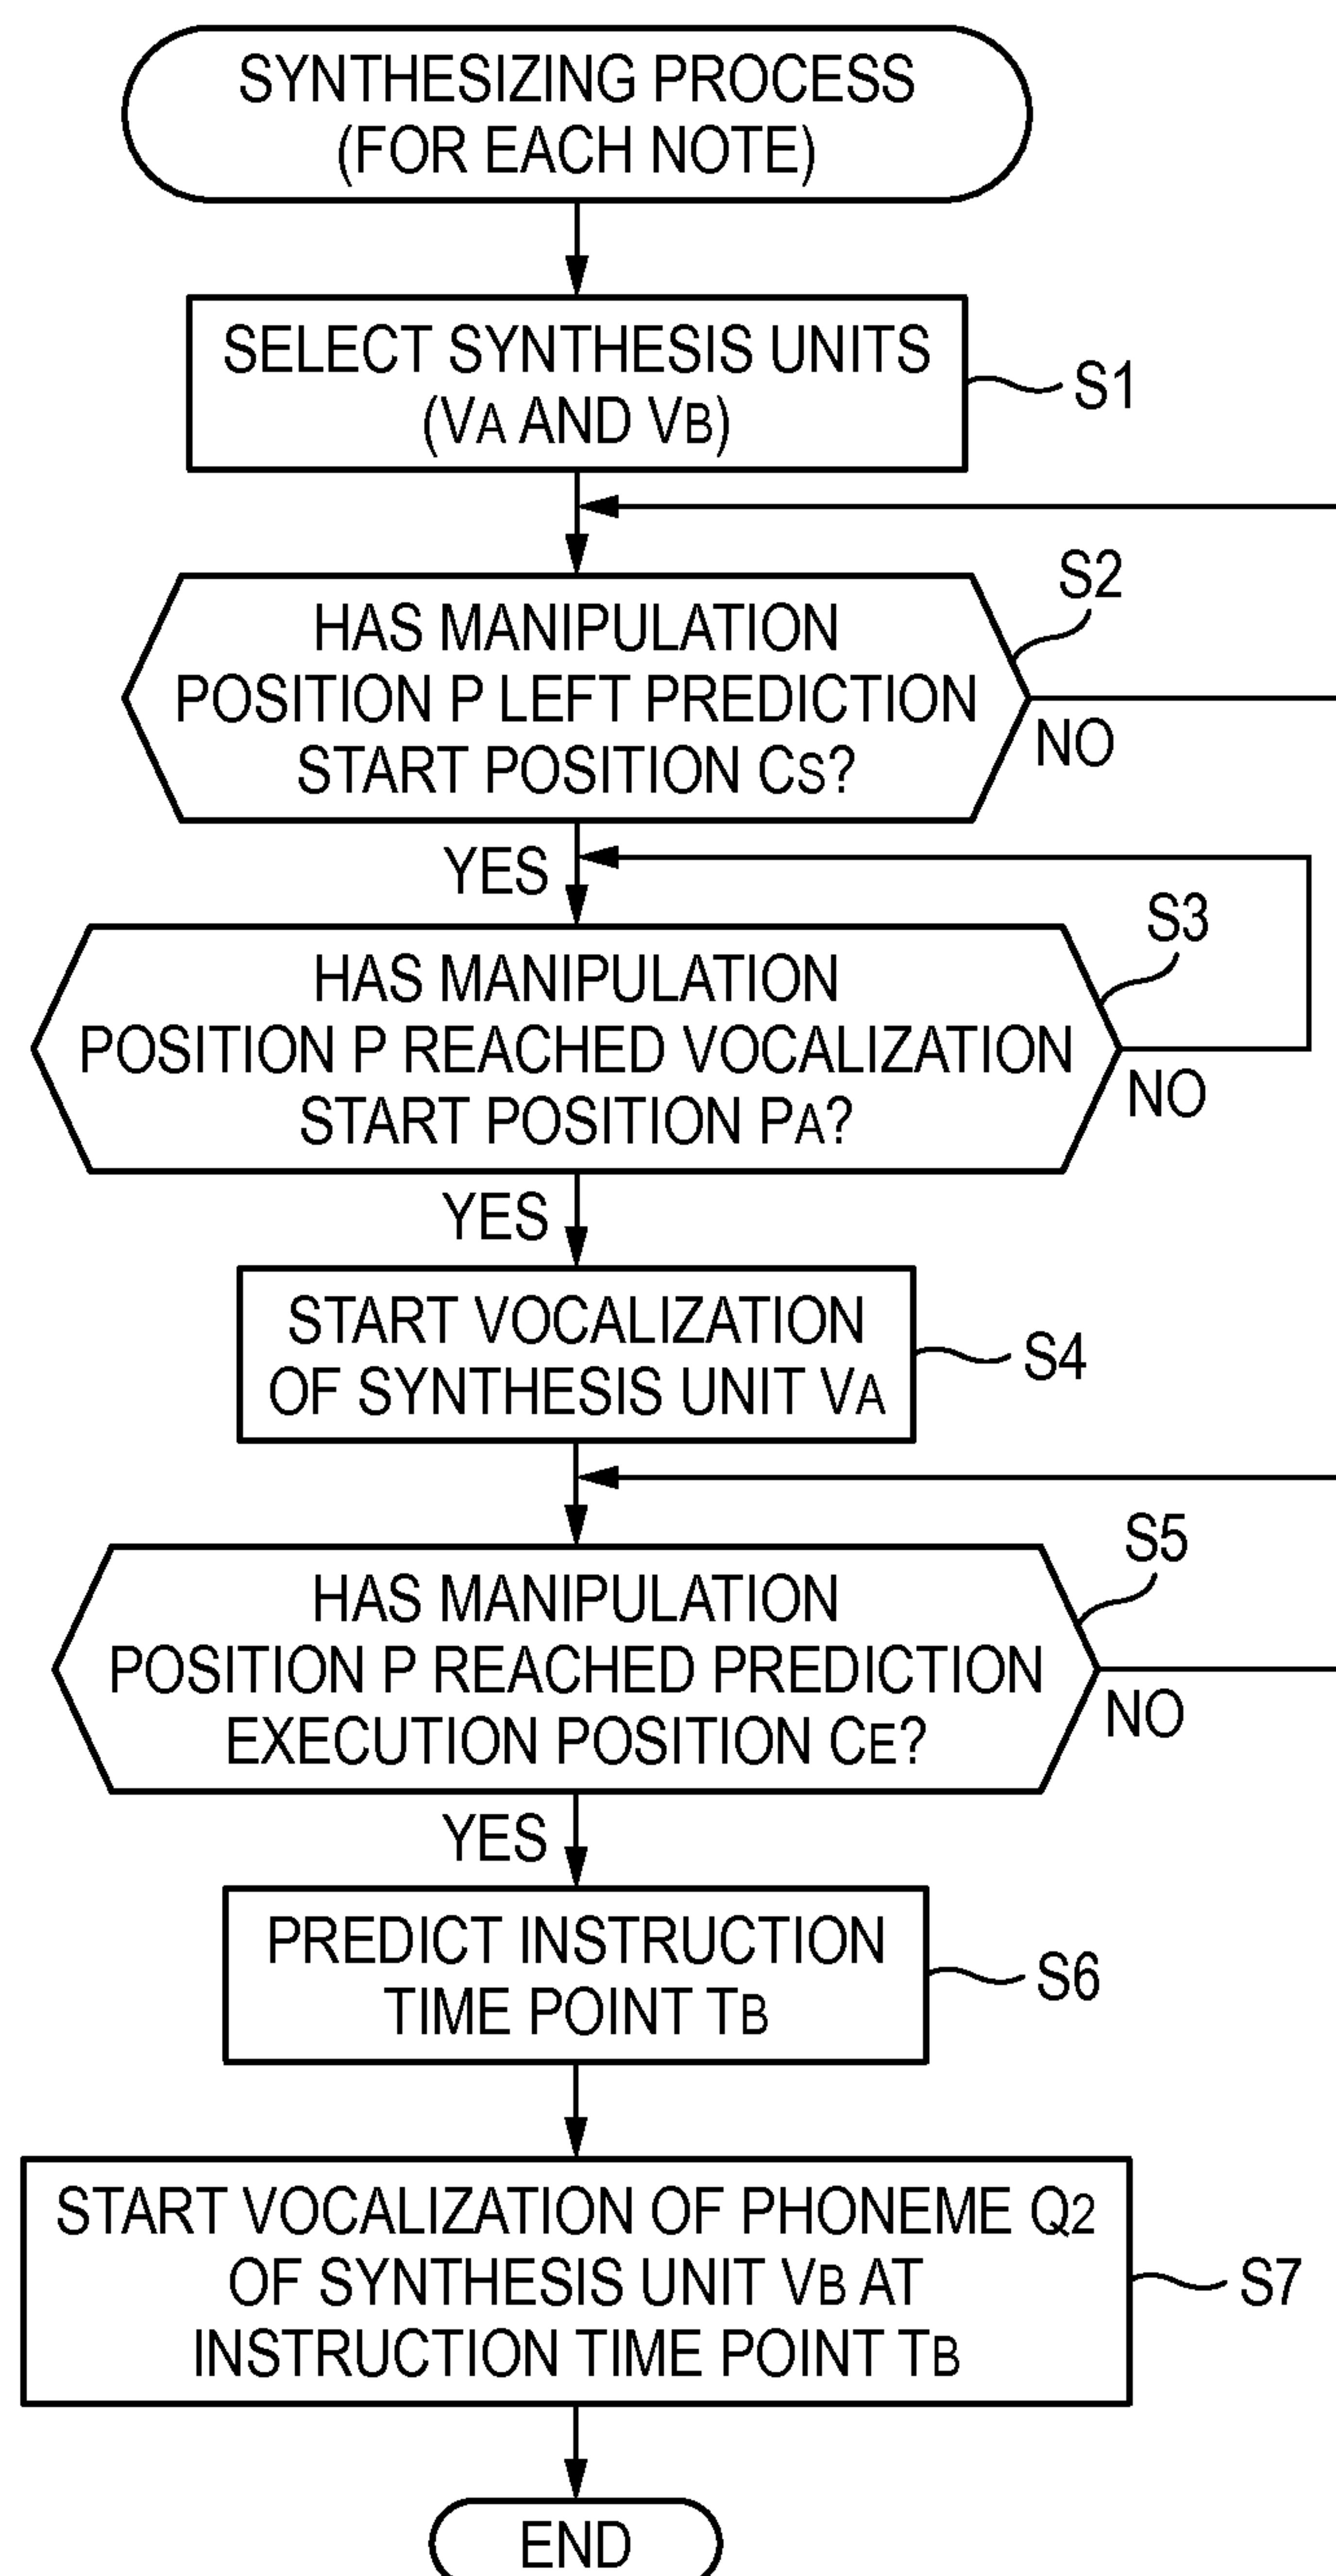 SYNTHESIZING PROCESS
(FOR EACH NOTE)
SELECT SYNTHESIS UNITS
(VA AND VB)
S1
HAS MANIPULATION
POSITION P LEFT PREDICTION
START POSITION CS?
S2
NO
YES
HAS MANIPULATION
POSITION P REACHED VOCALIZATION
START POSITION PA?
S3
NO
YES
START VOCALIZATION
OF SYNTHESIS UNIT VA
S4
HAS MANIPULATION
POSITION P REACHED PREDICTION
EXECUTION POSITION CE?
S5
NO
YES
PREDICT INSTRUCTION
TIME POINT TB
S6
START VOCALIZATION OF PHONEME Q2
OF SYNTHESIS UNIT VB AT
INSTRUCTION TIME POINT TB
S7
END